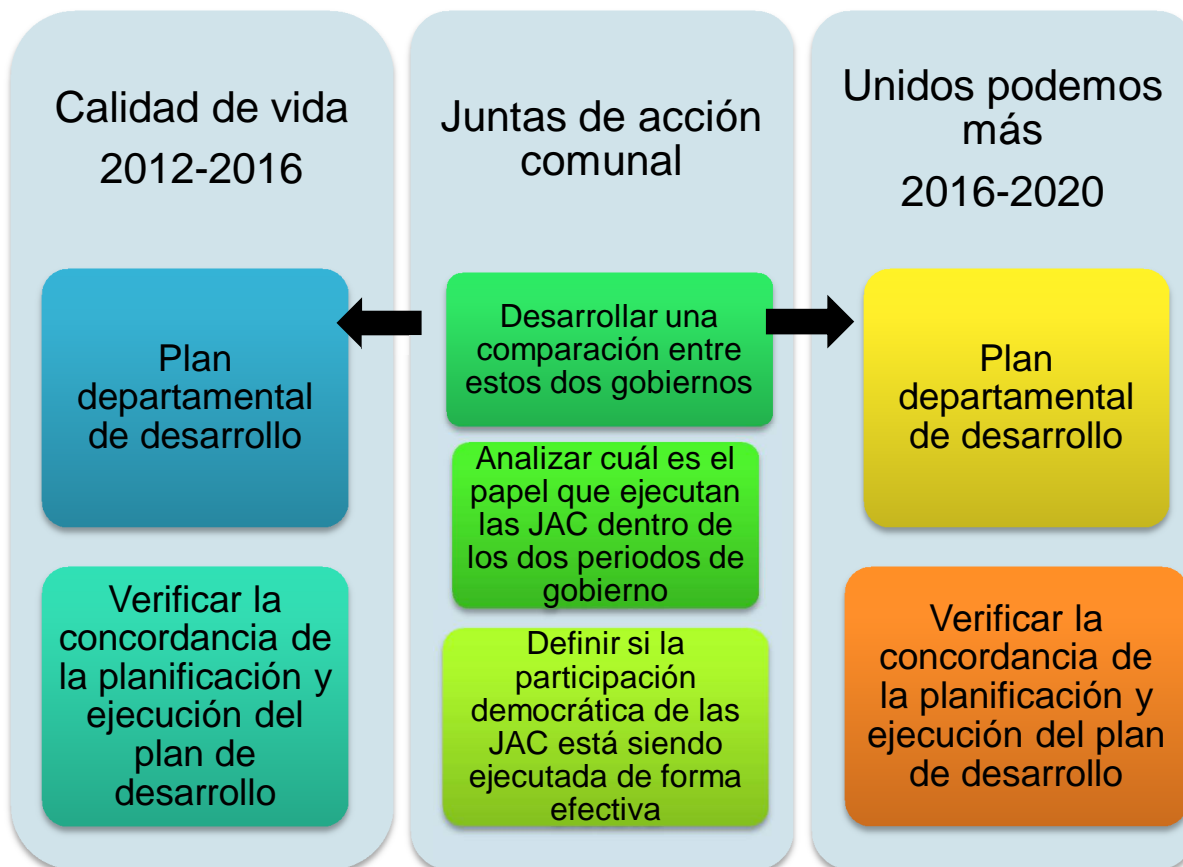 Calidad de vida
2012-2016
Plan
departamental
de desarrollo
Verificar la
concordancia de
la planificación y
ejecución del
plan de
desarrollo
Juntas de acción
comunal
Desarrollar una
comparación entre
estos dos gobiernos
Analizar cuál es el
papel que ejecutan
las JAC dentro de
los dos periodos de
gobierno
Definir si la
participación
democrática de las
JAC está siendo
ejecutada de forma
efectiva
Unidos podemos
más
2016-2020
Plan
departamental
de desarrollo
Verificar la
concordancia de
la planificación y
ejecución del plan
de desarrollo